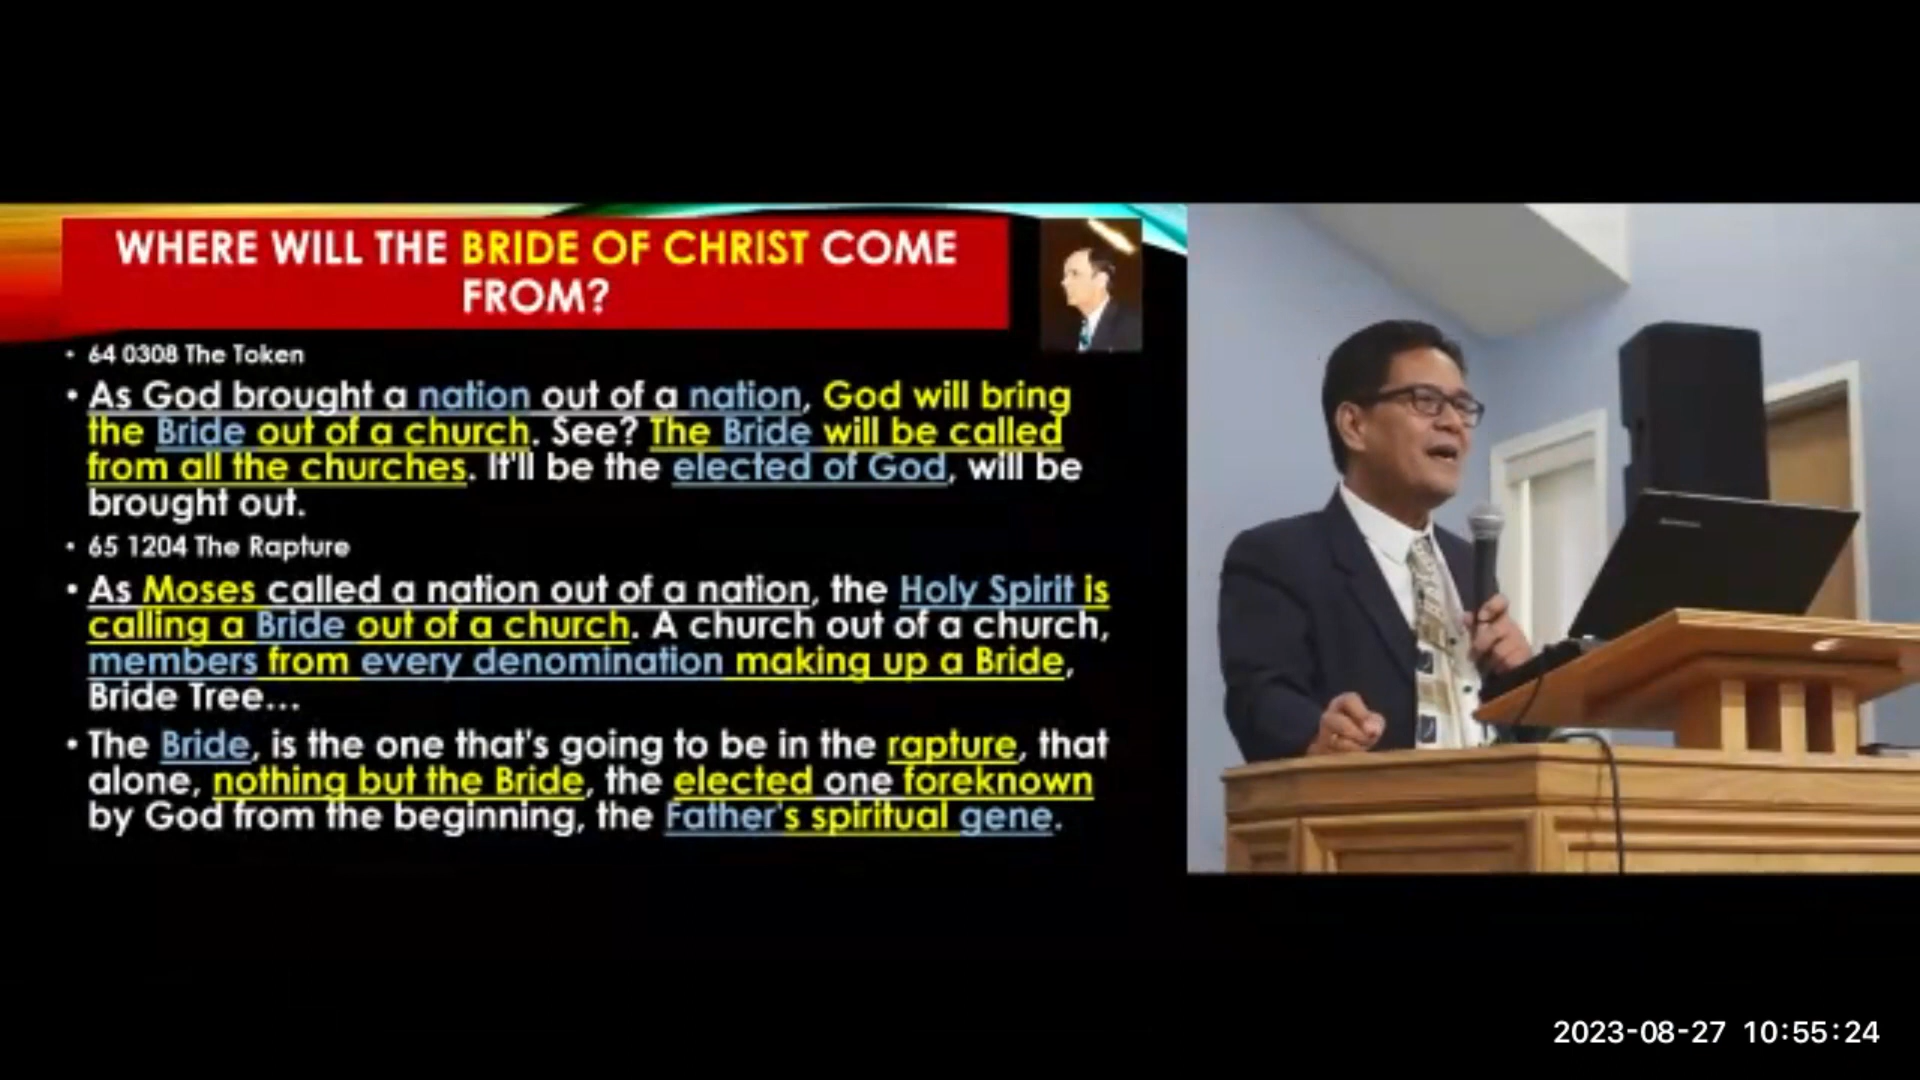 WHERE WILL THE BRIDE OF CHRIST COME
FROM?
• 64 0308 The Token
• As God brought a nation out of a nation, God will bring
the Bride out of a church. See? The Bride will be called
from all the churches. It'll be the elected of God, will be
brought out.
• 65 1204 The Rapture
• As Moses called a nation out of a nation, the Holy Spirit is
calling a Bride out of a church. A church out of a church,
members from every denomination making up a Bride,
Bride Tree...
• The Bride, is the one that's going to be in the rapture, that
alone, nothing but the Bride, the elected one foreknown
by God from the beginning, the Father's spiritual gene.
2023-08-27 10:55:24